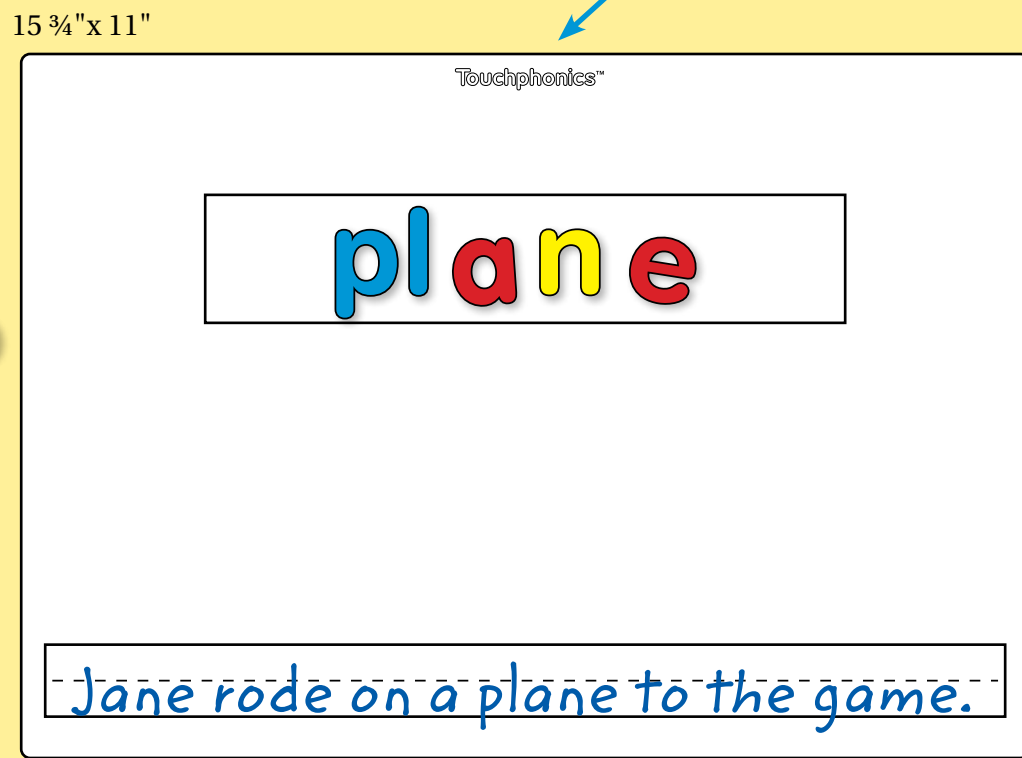 15 ¾"x 11"
Touchphonics™
plane
Jane rode on a plane to the game.